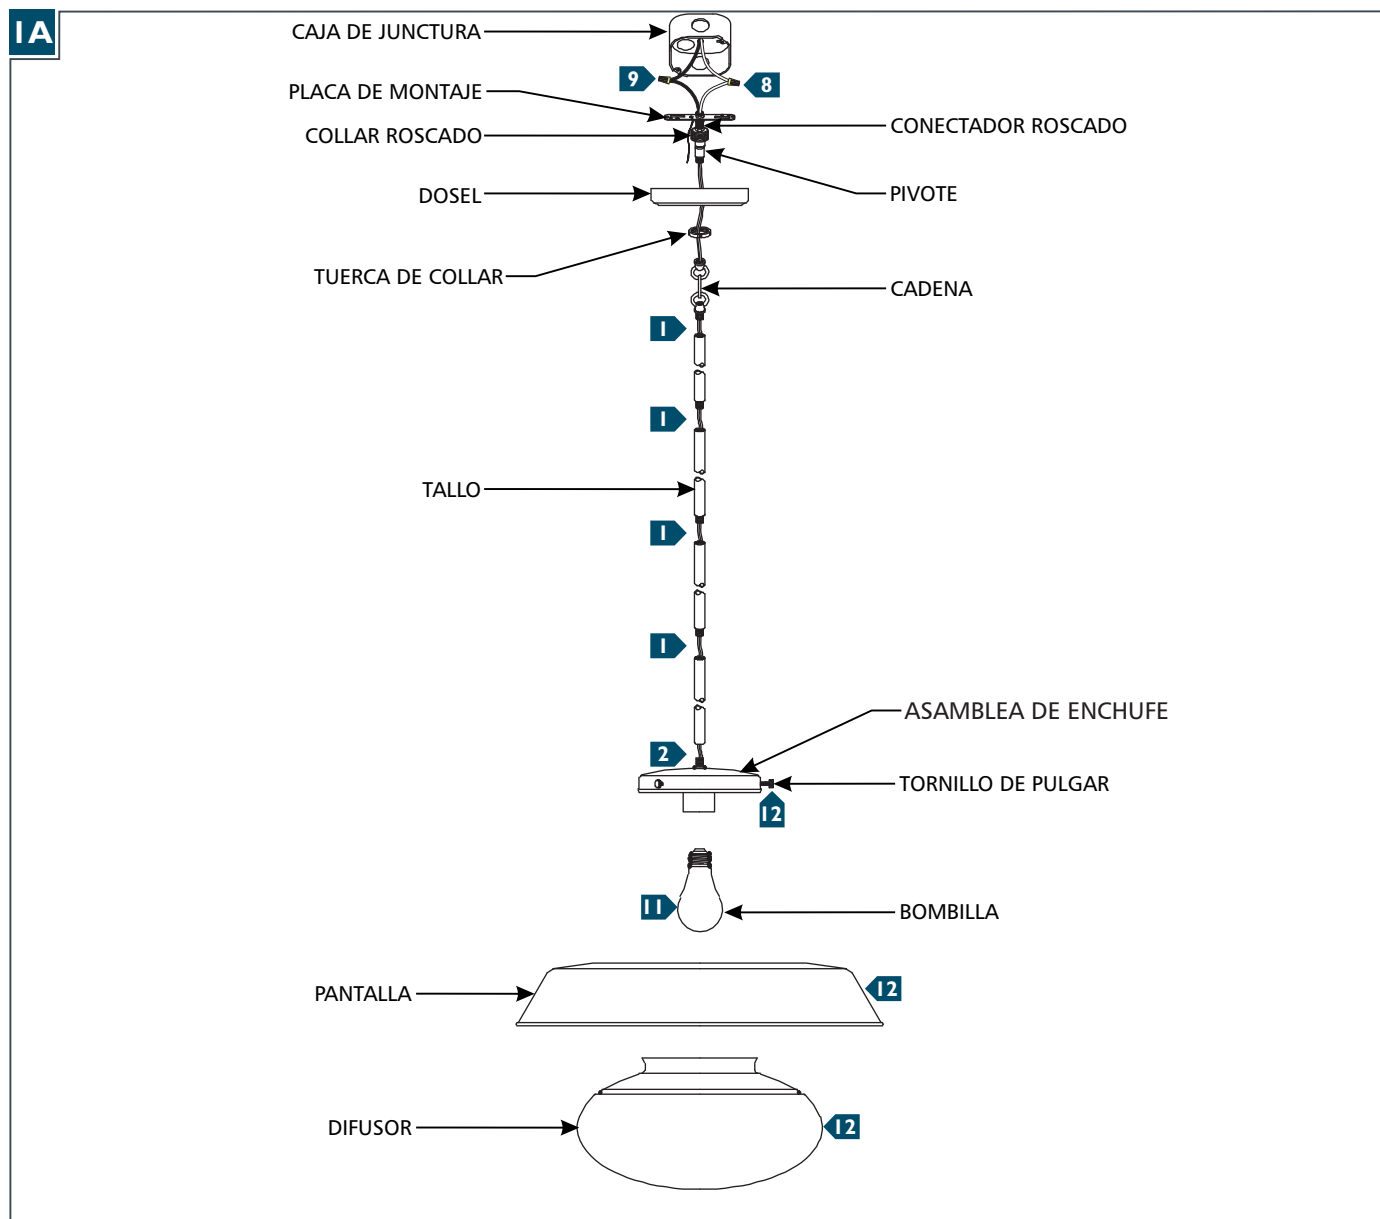 1A
CAJA DE JUNCTURA
9
8
PLACA DE MONTAJE
CONECTADOR ROSCADO
COLLAR ROSCADO
DOSEL
PIVOTE
TUERCA DE COLLAR
CADENA
1
1
TALLO
1
1
ASAMBLEA DE ENCHUFE
2
TORNILLO DE PULGAR
12
11
BOMBILLA
PANTALLA
12
DIFUSOR
12